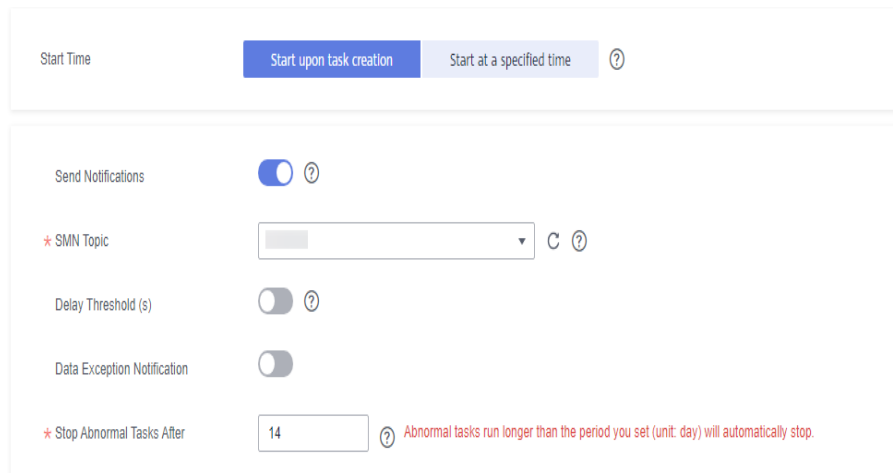 Start Time Start upon task creation Start at a specified time ?
Send Notifications ?
* SMN Topic ?
Delay Threshold (s) ?
Data Exception Notification
* Stop Abnormal Tasks After 14 ? Abnormal tasks run longer than the period you set (unit: day) will automatically stop.